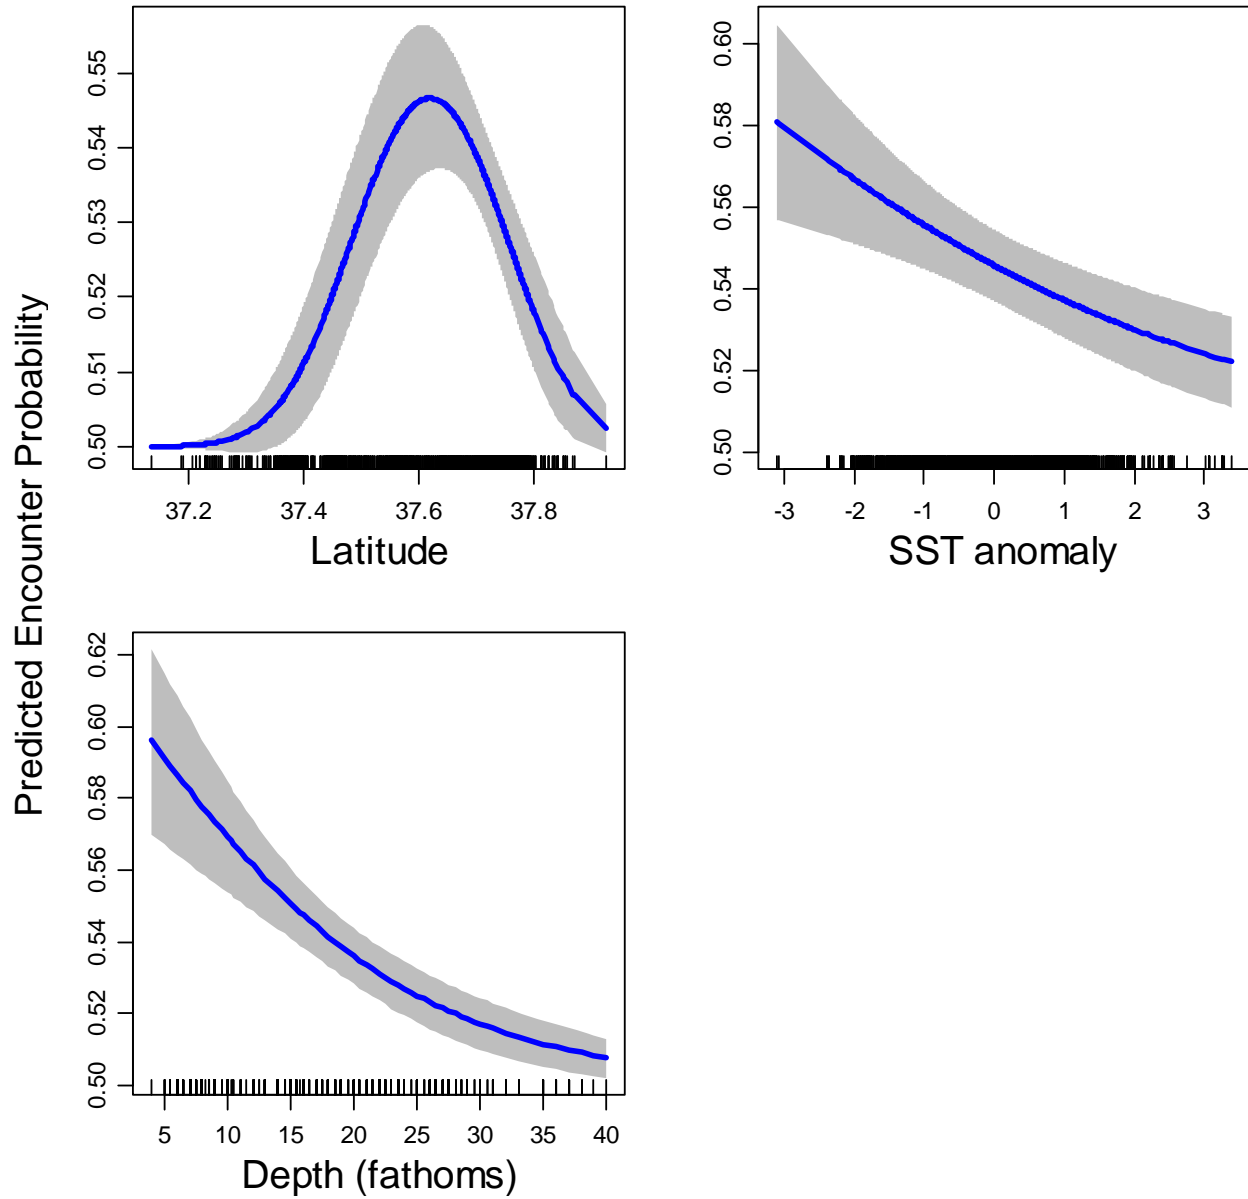 Predicted Encounter Probability
0.50 0.51 0.52 0.53 0.54 0.55
37.2 37.4 37.6 37.8
Latitude
0.50 0.52 0.54 0.56 0.58 0.60
-3 -2 -1 0 1 2 3
SST anomaly
0.50 0.52 0.54 0.56 0.58 0.60 0.62
5 10 15 20 25 30 35 40
Depth (fathoms)